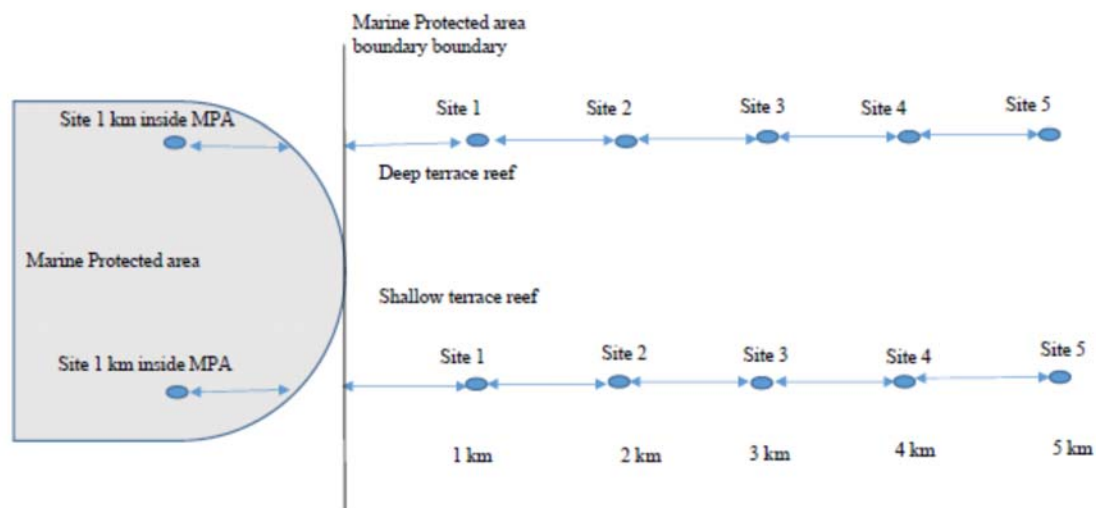 Marine Protected area
boundary boundary
Site 1 km inside MPA
Site 1
Site 2
Site 3
Site 4
Site 5
Deep terrace reef
Marine Protected area
Shallow terrace reef
Site 1 km inside MPA
Site 1
Site 2
Site 3
Site 4
Site 5
1 km
2 km
3 km
4 km
5 km